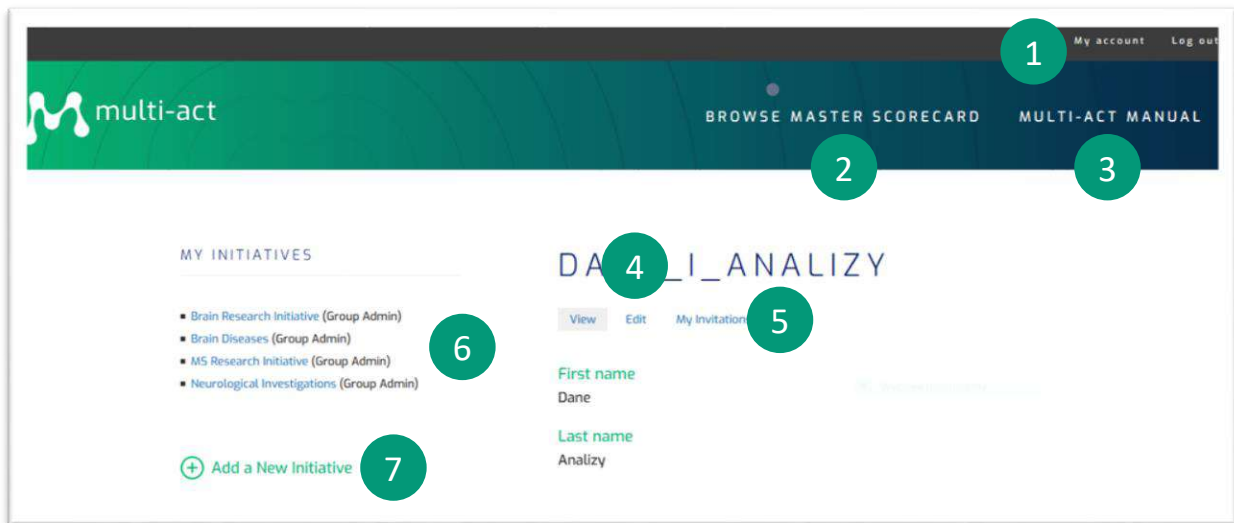 1 My account Log out
multi-act
BROWSE MASTER SCORECARD MULTI-ACT MANUAL
2 3
MY INITIATIVES
DA 4 _I_ANALIZY
View Edit My Invitations 5
Brain Research Initiative (Group Admin)
Brain Diseases (Group Admin)
MS Research Initiative (Group Admin)
Neurological Investigations (Group Admin)
6
First name
Dane
Last name
Analizy
Add a New Initiative 7